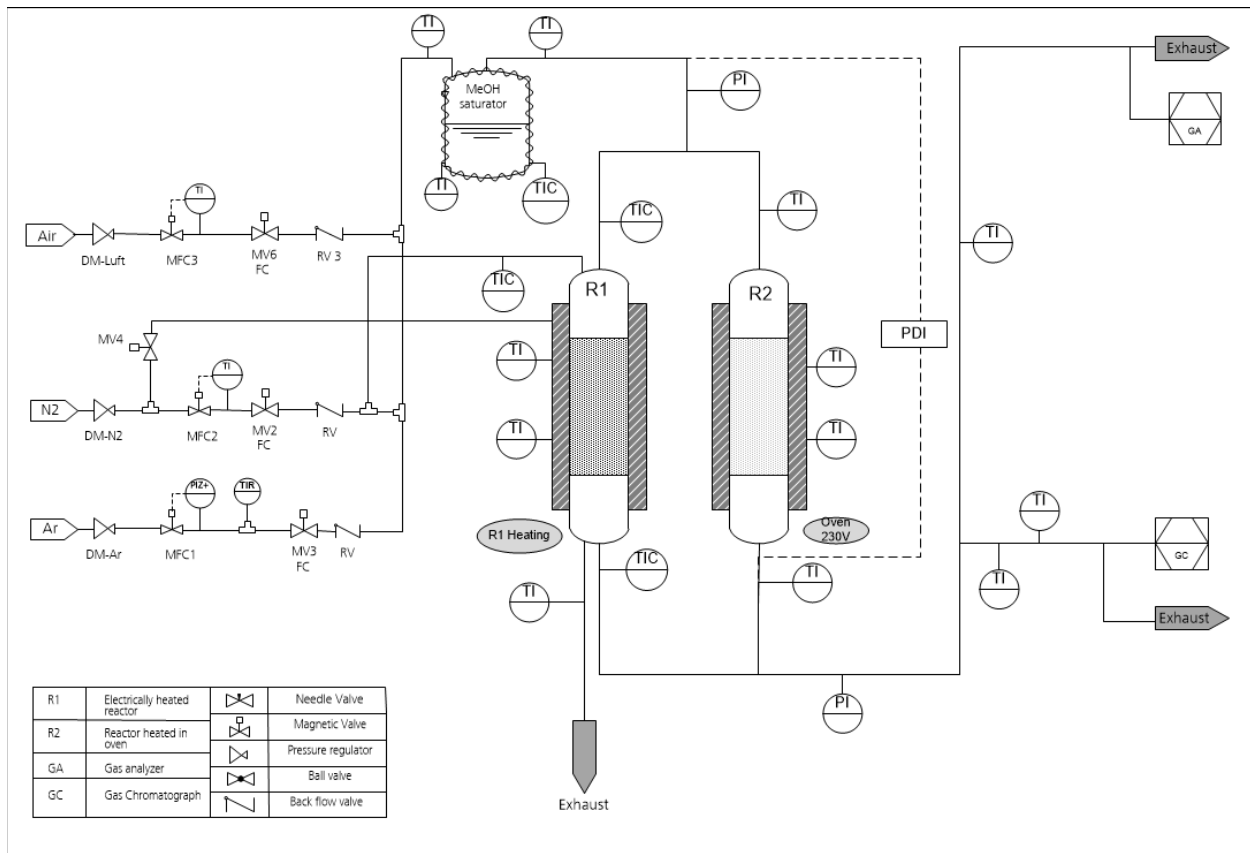 TI
TI
Exhaust
MeOH
saturator
PI
GA
TI
TIC
TI
TIC
TI
TI
Air
DM-Luft
MFC3
MV6
FC
RV 3
TIC
R1
R2
MV4
PDI
TI
TI
TI
N2
DM-N2
MFC2
MV2
FC
RV
TI
TI
PIZ+
TIR
Ar
DM-Ar
MFC1
MV3
FC
RV
R1 Heating
Oven
230V
TI
GC
TIC
TI
TI
TI
Exhaust
PI
Exhaust
R1
Electrically heated
reactor
Needle Valve
R2
Reactor heated in
oven
Magnetic Valve
Pressure regulator
GA
Gas analyzer
Ball valve
GC
Gas Chromatograph
Back flow valve